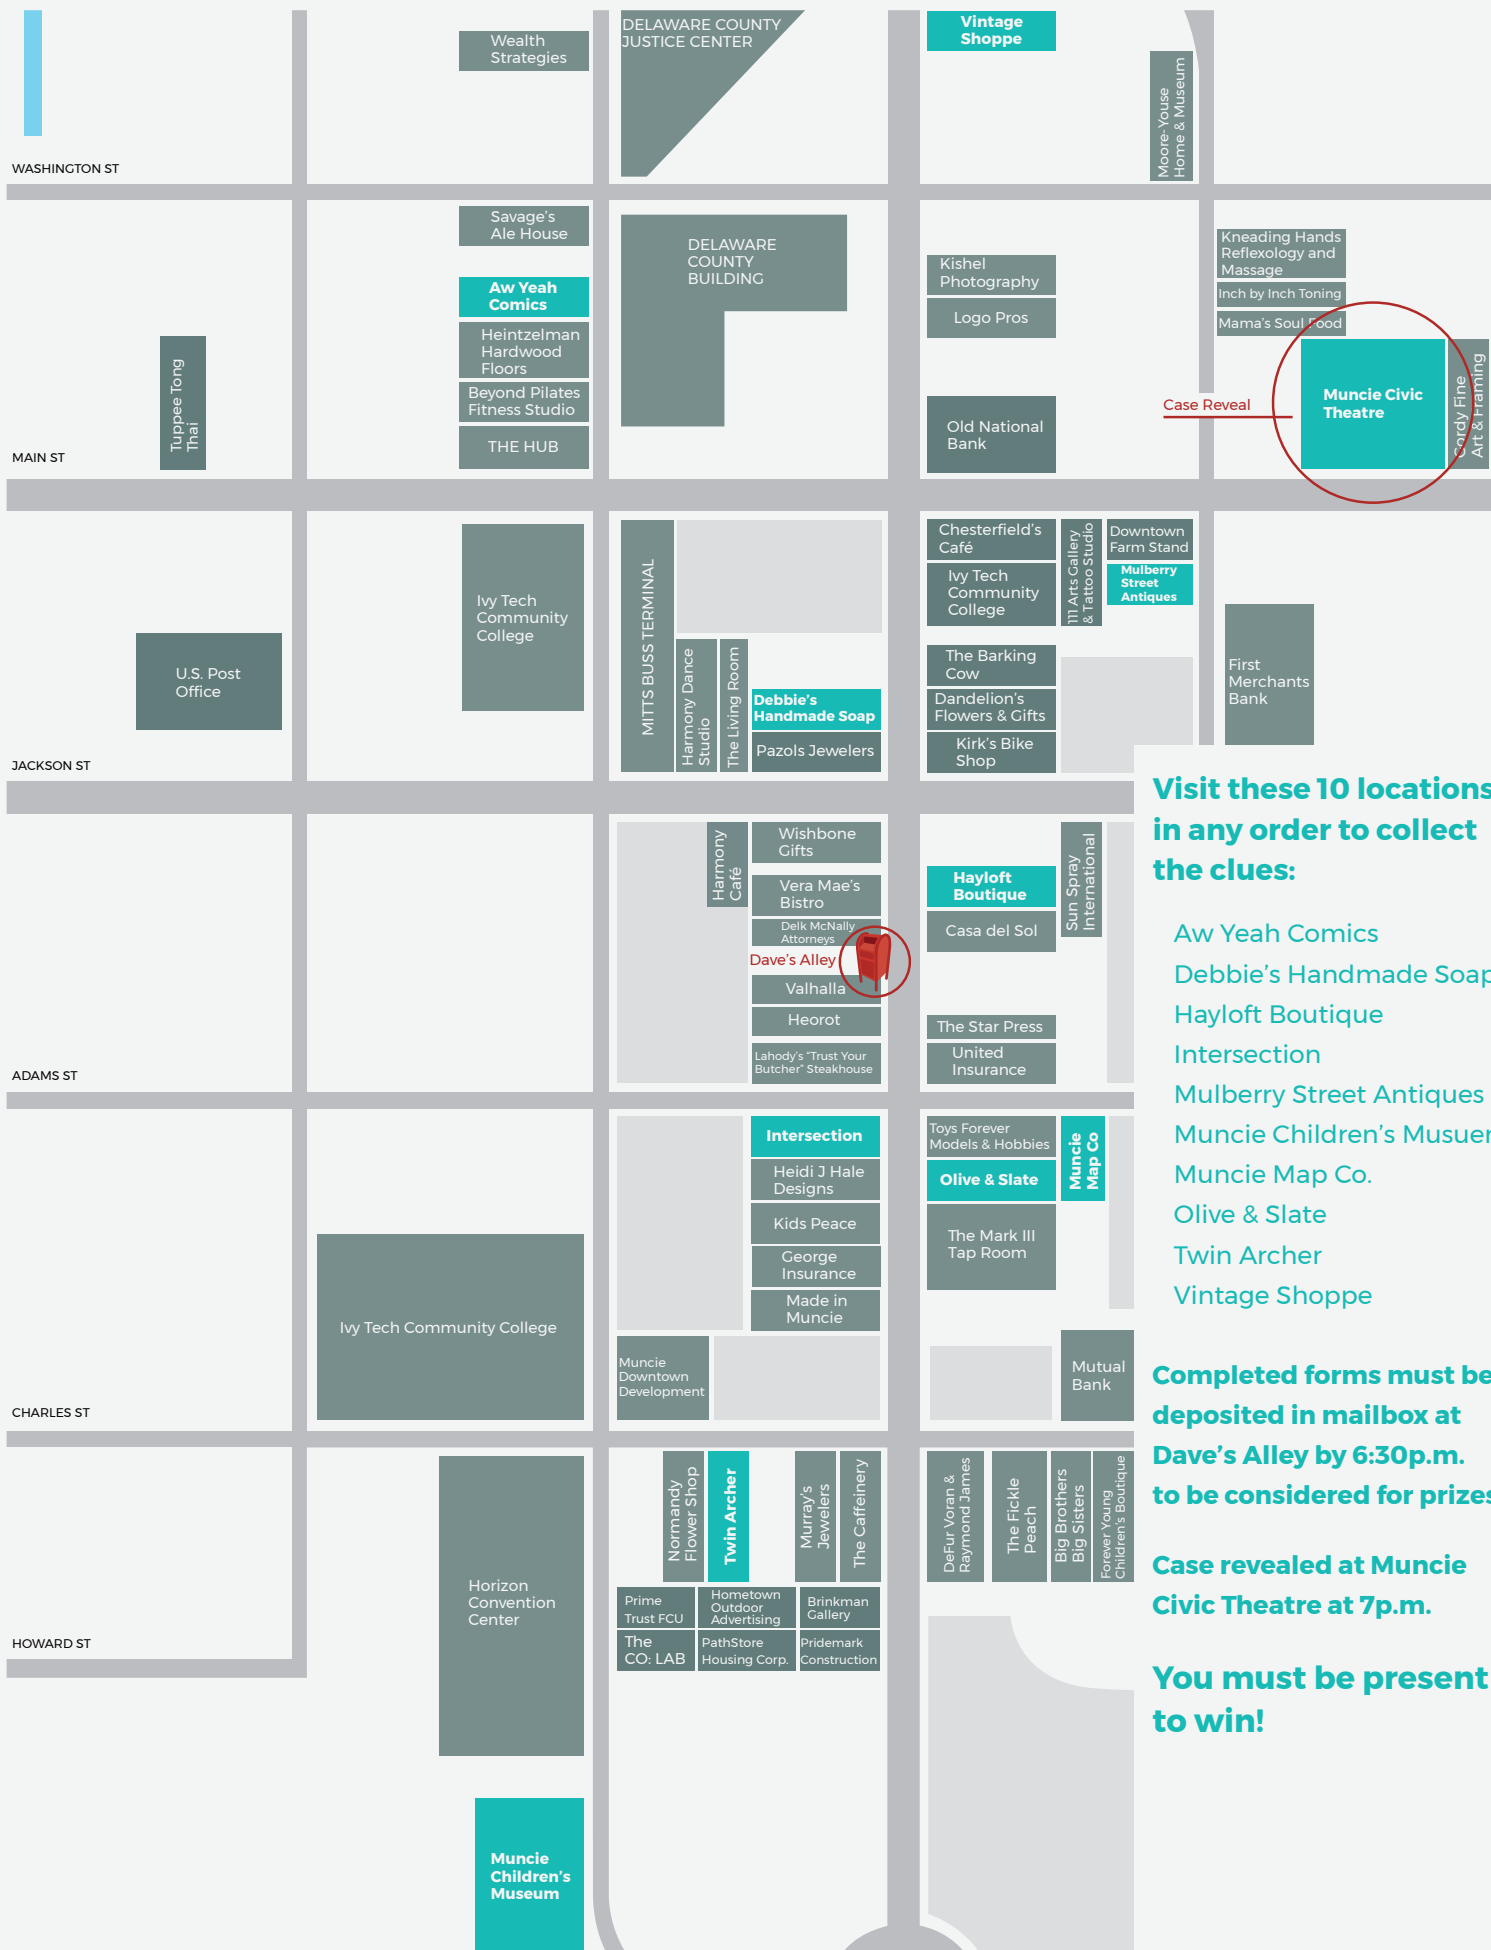 Wealth
Strategies
DELAWARE COUNTY
JUSTICE CENTER
Vintage
Shoppe
Moore-Youse
Home & Museum
WASHINGTON ST
Savage's
Ale House
Aw Yeah
Comics
Heintzelman
Hardwood
Floors
Beyond Pilates
Fitness Studio
THE HUB
Tuppee Tong
Thai
DELAWARE
COUNTY
BUILDING
Kishel
Photography
Logo Pros
Old National
Bank
Kneading Hands
Reflexology and
Massage
Inch by Inch Toning
Mama's Soul Food
Case Reveal
Muncie Civic
Theatre
Gordy Fine
Art & Framing
MAIN ST
U.S. Post
Office
Ivy Tech
Community
College
MITTS BUSS TERMINAL
Harmony Dance
Studio
The Living Room
Debbie's
Handmade Soap
Pazols Jewelers
Chesterfield's
Café
Ivy Tech
Community
College
111 Arts Gallery
& Tattoo Studio
Downtown
Farm Stand
Mulberry
Street
Antiques
The Barking
Cow
Dandelion's
Flowers & Gifts
Kirk's Bike
Shop
First
Merchants
Bank
JACKSON ST
Harmony
Café
Wishbone
Gifts
Vera Mae's
Bistro
Delk McNally
Attorneys
Dave's Alley
Valhalla
Heorot
Lahody's "Trust Your
Butcher" Steakhouse
Hayloft
Boutique
Casa del Sol
Sun Spray
International
The Star Press
United
Insurance
ADAMS ST
Intersection
Heidi J Hale
Designs
Kids Peace
George
Insurance
Made in
Muncie
Muncie
Downtown
Development
Toys Forever
Models & Hobbies
Olive & Slate
Muncie
Map Co
The Mark III
Tap Room
Mutual
Bank
Ivy Tech Community College
CHARLES ST
Horizon
Convention
Center
Normandy
Flower Shop
Twin Archer
Murray's
Jewelers
The Caffeinery
DeFur Voran &
Raymond James
The Fickle
Peach
Big Brothers
Big Sisters
Forever Young
Children's Boutique
Prime
Trust FCU
Hometown
Outdoor
Advertising
Brinkman
Gallery
The
CO: LAB
PathStore
Housing Corp.
Pridemark
Construction
HOWARD ST
Muncie
Children's
Museum
Visit these 10 locations
in any order to collect
the clues:
Aw Yeah Comics
Debbie's Handmade Soap
Hayloft Boutique
Intersection
Mulberry Street Antiques
Muncie Children's Musuem
Muncie Map Co.
Olive & Slate
Twin Archer
Vintage Shoppe
Completed forms must be
deposited in mailbox at
Dave's Alley by 6:30p.m.
to be considered for prizes
Case revealed at Muncie
Civic Theatre at 7p.m.
You must be present
to win!